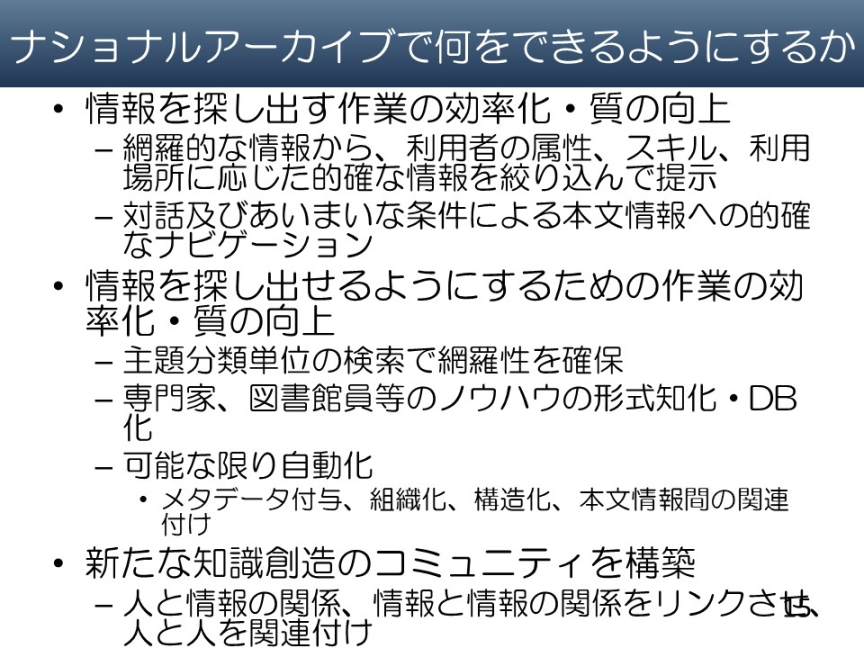 ナショナルアーカイブで何をできるようにするか
• 情報を探し出す作業の効率化・質の向上
– 網羅的な情報から、利用者の属性、スキル、利用
場所に応じた的確な情報を絞り込んで提示
– 対話及びあいまいな条件による本文情報への的確
なナビゲーション
• 情報を探し出せるようにするための作業の効
率化・質の向上
– 主題分類単位の検索で網羅性を確保
– 専門家、図書館員等のノウハウの形式知化・DB
化
– 可能な限り自動化
• メタデータ付与、組織化、構造化、本文情報間の関連
付け
• 新たな知識創造のコミュニティを構築
– 人と情報の関係、情報と情報の関係をリンクさせ、
人と人を関連付け
15